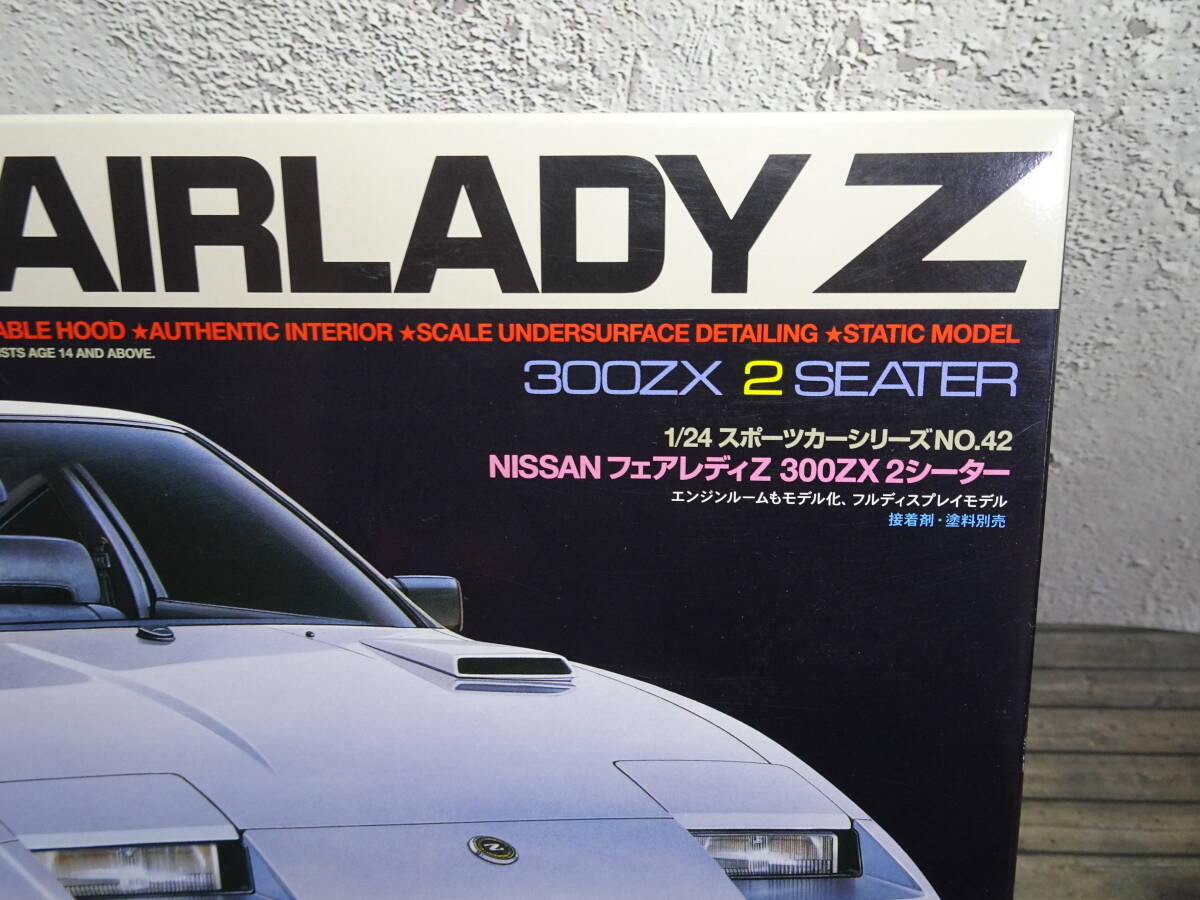 AIRLADY Z
ABLE HOOD ★AUTHENTIC INTERIOR ★SCALE UNDERSURFACE DETAILING ★STATIC MODEL
STS AGE 14 AND ABOVE.
300ZX 2 SEATER
1/24 スポーツカーシリーズNO.42
NISSAN フェアレディZ 300ZX 2シーター
エンジンルームもモデル化、フルディスプレイモデル
接着剤・塗料別売